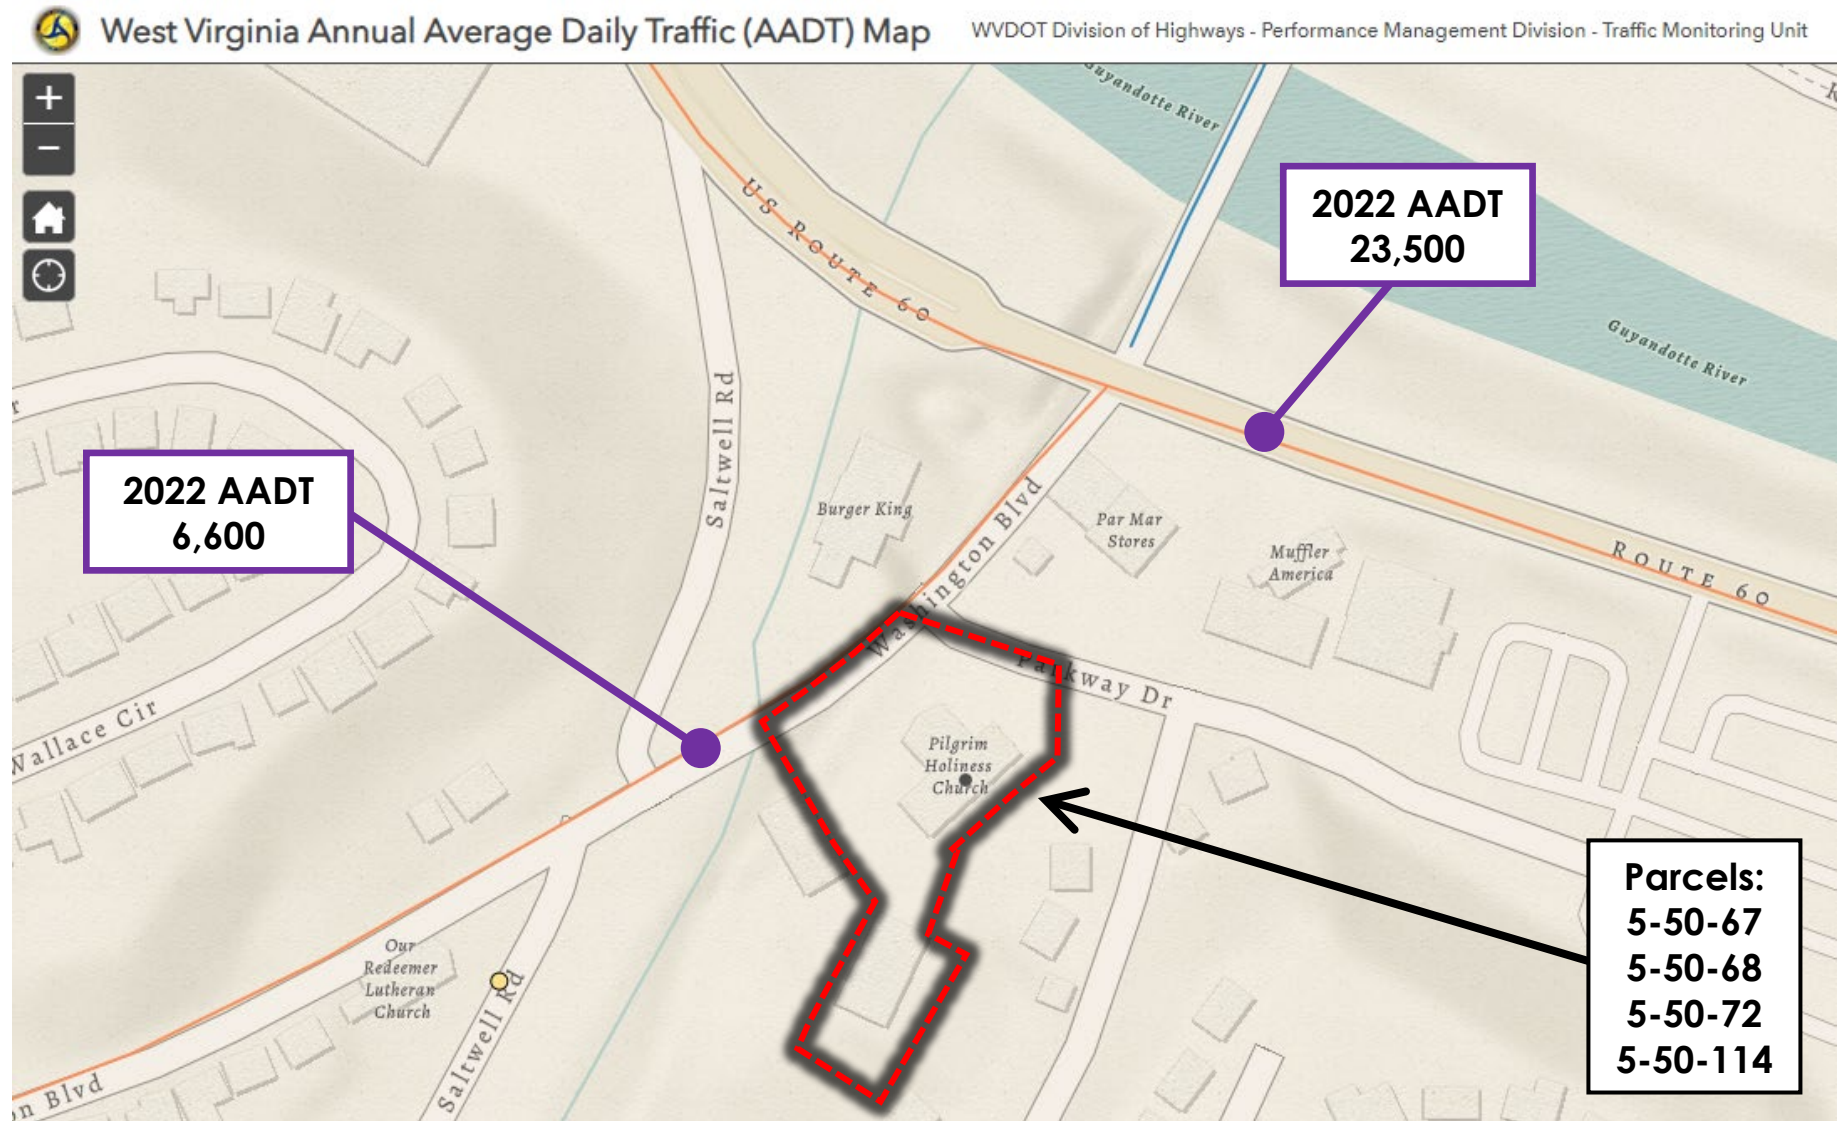 West Virginia Annual Average Daily Traffic (AADT) Map
WVDOT Division of Highways - Performance Management Division - Traffic Monitoring Unit
+
−
Guyandotte River
US ROUTE 60
2022 AADT
23,500
Guyandotte River
Saltwell Rd
2022 AADT
6,600
Burger King
Washington Blvd
Par Mar
Stores
Muffler
America
ROUTE 60
Washington
Parkway Dr
Wallace Cir
Pilgrim
Holiness
Church
Parcels:
5-50-67
5-50-68
5-50-72
5-50-114
Our
Redeemer
Lutheran
Church
Saltwell Rd
on Blvd